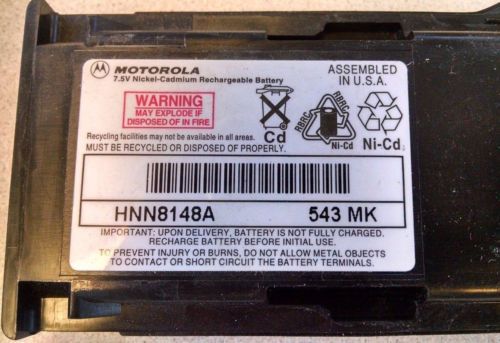 MOTOROLA
7.5V Nickel-Cadmium Rechargeable Battery
ASSEMBLED
IN U.S.A.
WARNING
MAY EXPLODE IF
DISPOSED OF IN FIRE
Cd
RBRC
RBRC
Ni-Cd
Ni-Cd
Recycling facilities may not be available in all areas.
MUST BE RECYCLED OR DISPOSED OF PROPERLY.
HNN8148A 543 MK
IMPORTANT: UPON DELIVERY, BATTERY IS NOT FULLY CHARGED.
RECHARGE BATTERY BEFORE INITIAL USE.
TO PREVENT INJURY OR BURNS, DO NOT ALLOW METAL OBJECTS
TO CONTACT OR SHORT CIRCUIT THE BATTERY TERMINALS.